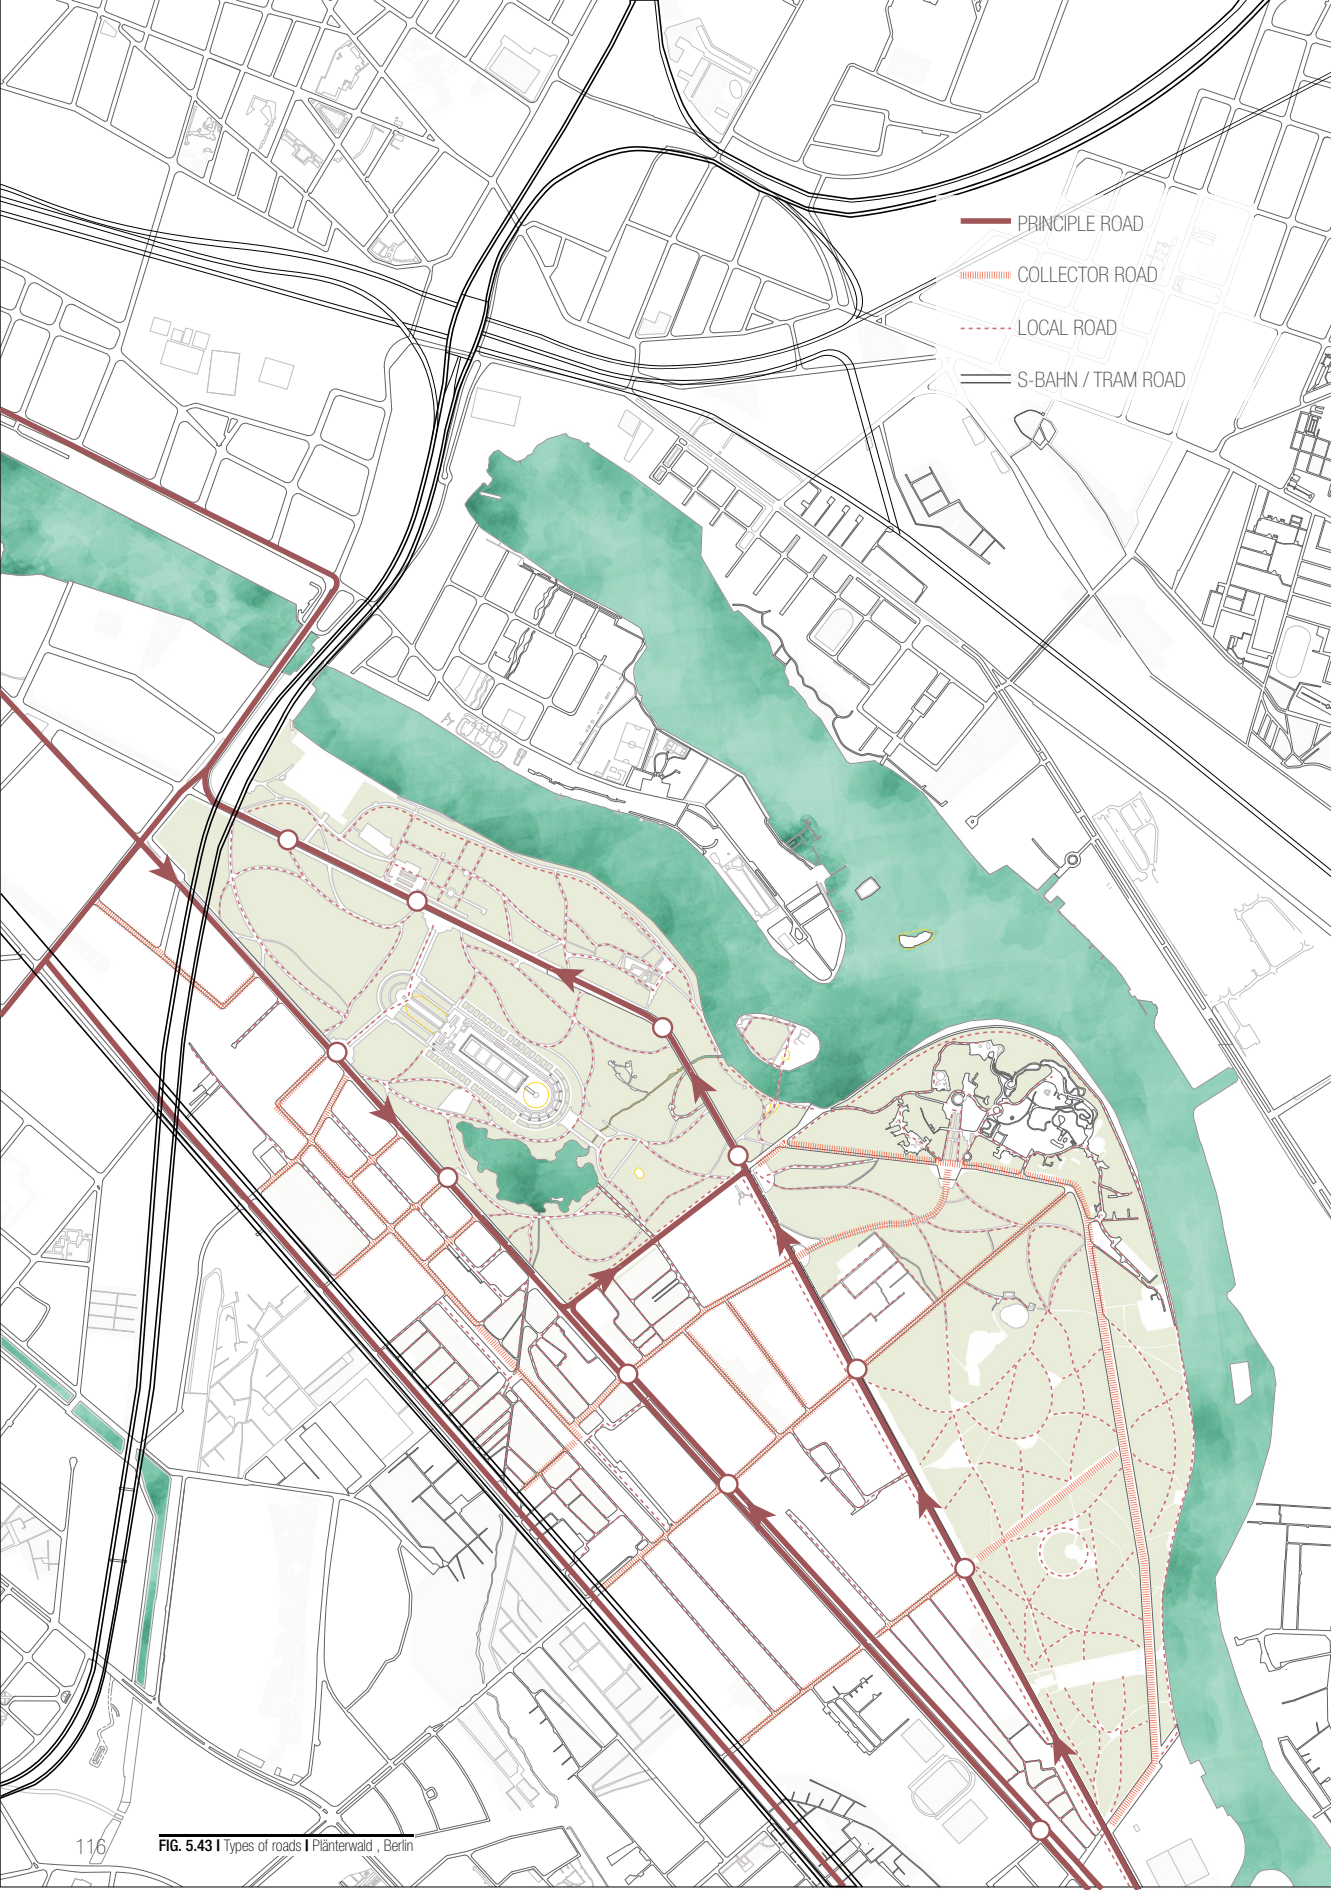 PRINCIPLE ROAD
COLLECTOR ROAD
LOCAL ROAD
S-BAHN / TRAM ROAD
116
FIG. 5.43 I Types of roads I Plänterwald , Berlin